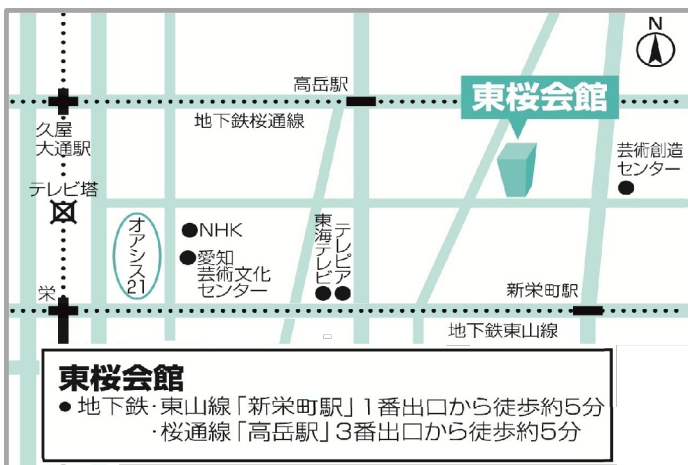 N
高岳駅
東桜会館
地下鉄桜通線
久屋
大通駅
芸術創造
センター
テレビ塔
オアシス21
NHK
愛知
芸術文化
センター
東海テレビ
テレピア
栄
新栄町駅
地下鉄東山線
東桜会館
● 地下鉄・東山線「新栄町駅」1番出口から徒歩約5分
・桜通線「高岳駅」3番出口から徒歩約5分